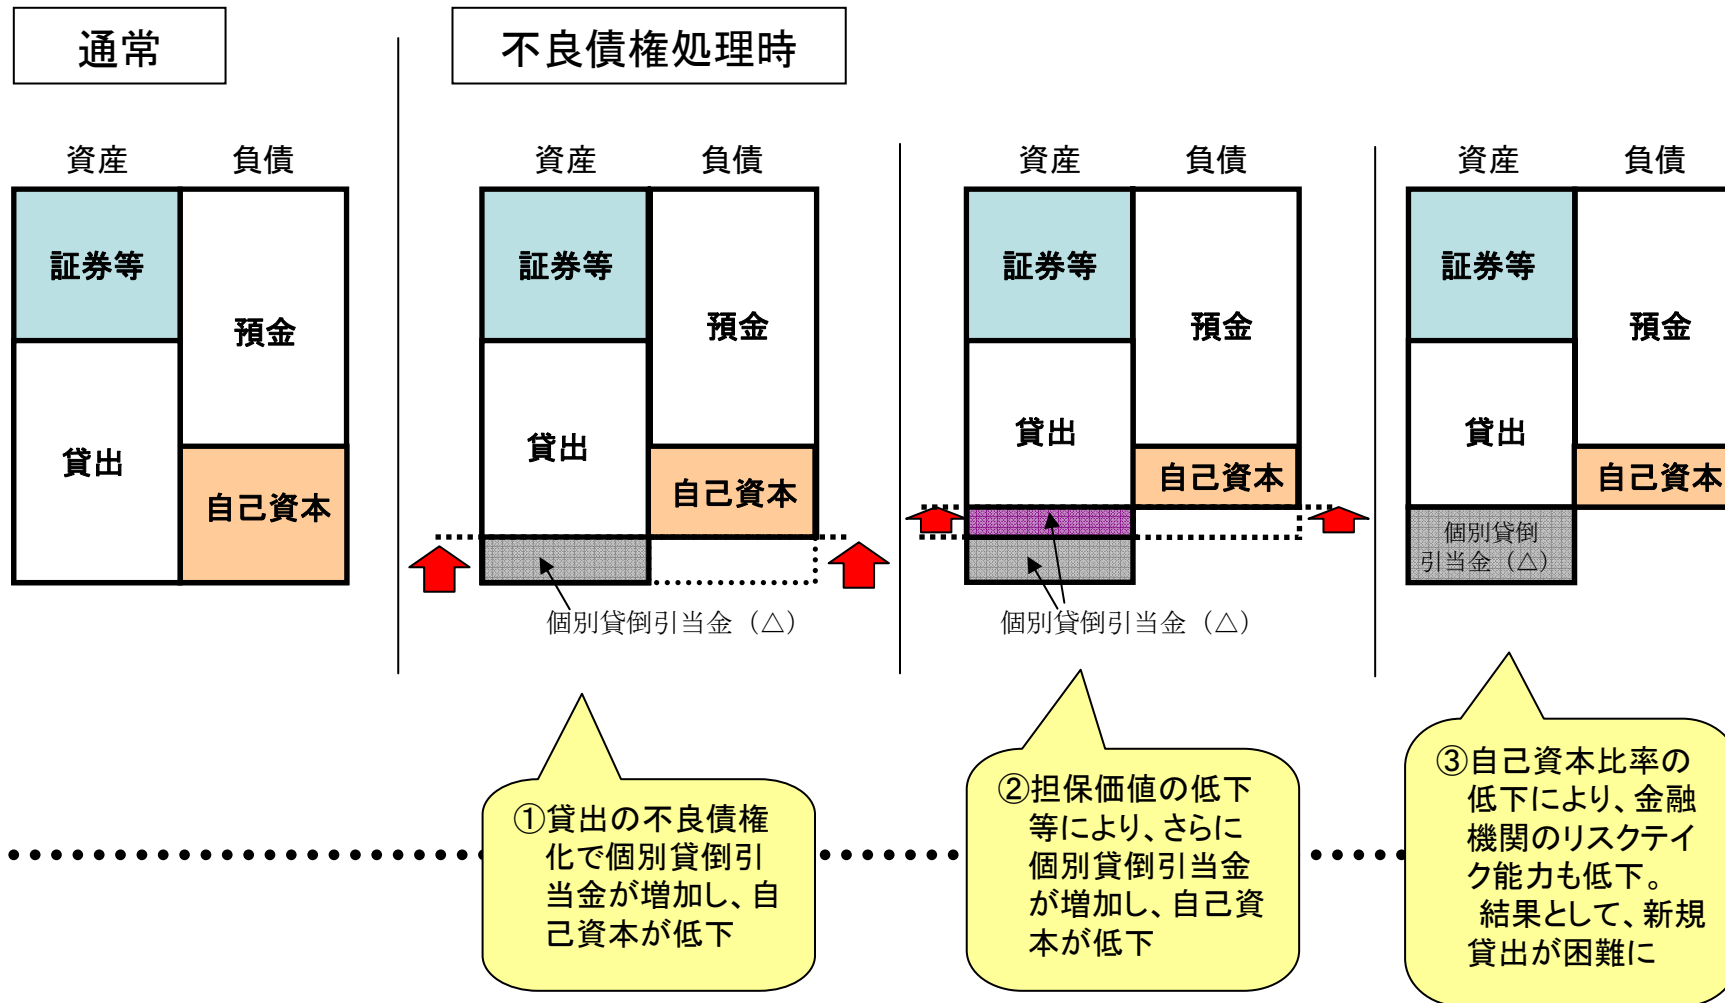 通常
不良債権処理時
資産 負債
証券等
預金
貸出
自己資本
資産 負債
証券等
預金
貸出
自己資本
個別貸倒引当金（△）
資産 負債
証券等
預金
貸出
自己資本
個別貸倒引当金（△）
資産 負債
証券等
預金
貸出
自己資本
個別貸倒
引当金（△）
①貸出の不良債権
化で個別貸倒引
当金が増加し、自
己資本が低下
②担保価値の低下
等により、さらに
個別貸倒引当金
が増加し、自己資
本が低下
③自己資本比率の
低下により、金融
機関のリスクテイ
ク能力も低下。
結果として、新規
貸出が困難に